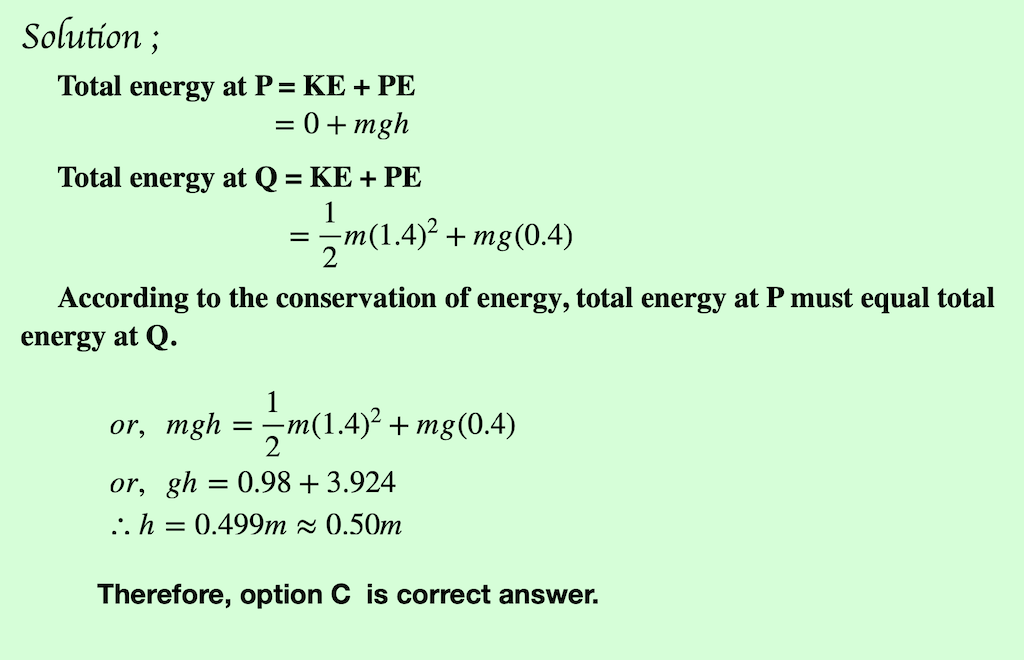 Solution ;
Total energy at P = KE + PE
= 0 + mgh
Total energy at Q = KE + PE
= \frac{1}{2}m(1.4)² + mg(0.4)
According to the conservation of energy, total energy at P must equal total
energy at Q.
or, mgh = \frac{1}{2}m(1.4)² + mg(0.4)
or, gh = 0.98 + 3.924
∴ h = 0.499m ≈ 0.50m
Therefore, option C is correct answer.